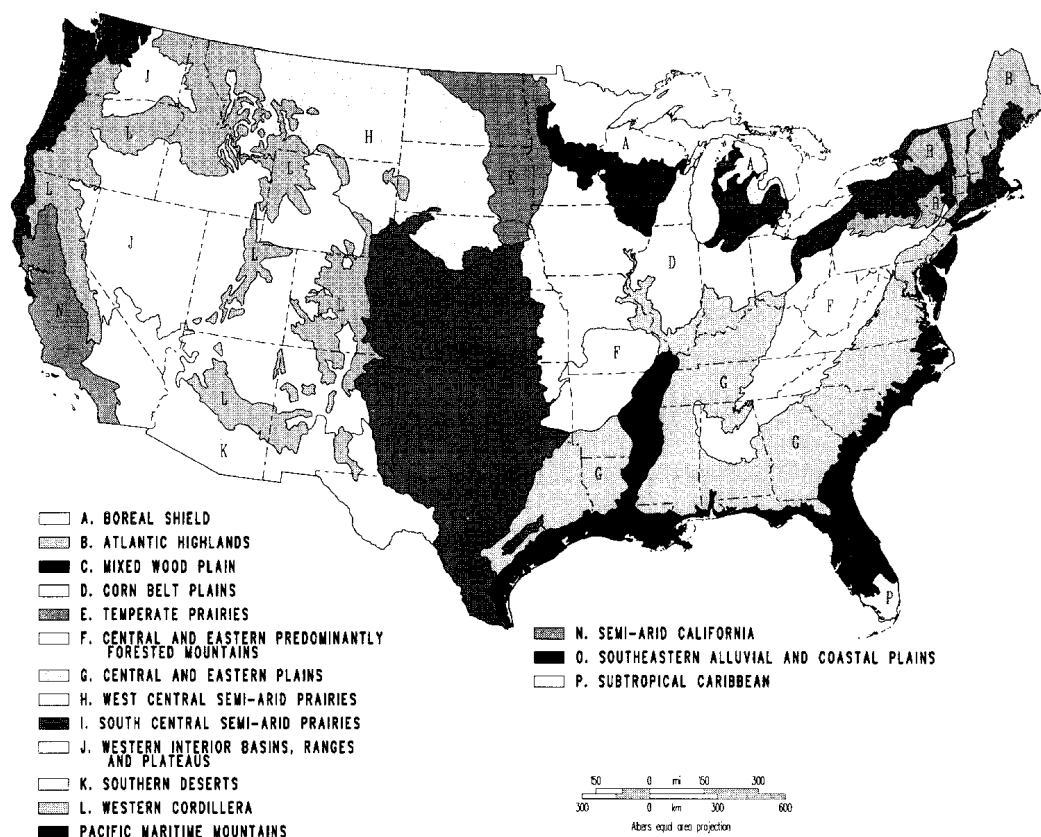 J
L
H
A
A
B
B
B
L
E
L
J
L
D
F
N
L
F
G
L
G
G
K
P
A. BOREAL SHIELD
B. ATLANTIC HIGHLANDS
C. MIXED WOOD PLAIN
D. CORN BELT PLAINS
E. TEMPERATE PRAIRIES
F. CENTRAL AND EASTERN PREDOMINANTLY
FORESTED MOUNTAINS
G. CENTRAL AND EASTERN PLAINS
H. WEST CENTRAL SEMI-ARID PRAIRIES
I. SOUTH CENTRAL SEMI-ARID PRAIRIES
J. WESTERN INTERIOR BASINS, RANGES
AND PLATEAUS
K. SOUTHERN DESERTS
L. WESTERN CORDILLERA
PACIFIC MARITIME MOUNTAINS
N. SEMI-ARID CALIFORNIA
O. SOUTHEASTERN ALLUVIAL AND COASTAL PLAINS
P. SUBTROPICAL CARIBBEAN
150 0 mi 150 300
300 0 km 300 600
Albers equal area projection